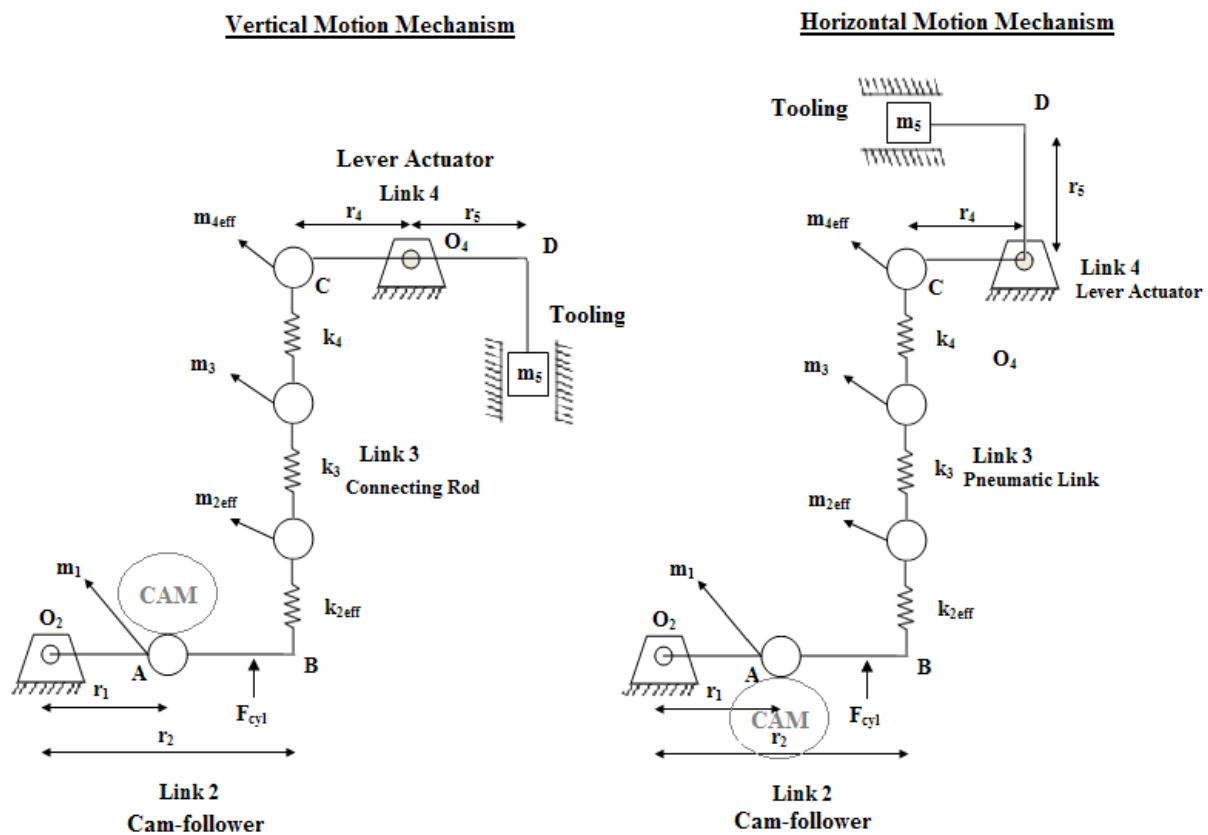 Vertical Motion Mechanism
Lever Actuator
Link 4
r4
r5
m4eff
O4
D
C
Tooling
k4
m3
m5
k3
Link 3
Connecting Rod
m2eff
m1
CAM
k2eff
O2
A
B
r1
Fcyl
r2
Link 2
Cam-follower
Horizontal Motion Mechanism
D
Tooling
m5
r5
r4
m4eff
C
Link 4
Lever Actuator
k4
O4
m3
k3
Link 3
Pneumatic Link
m2eff
m1
k2eff
O2
A
B
r1
CAM
Fcyl
r2
Link 2
Cam-follower